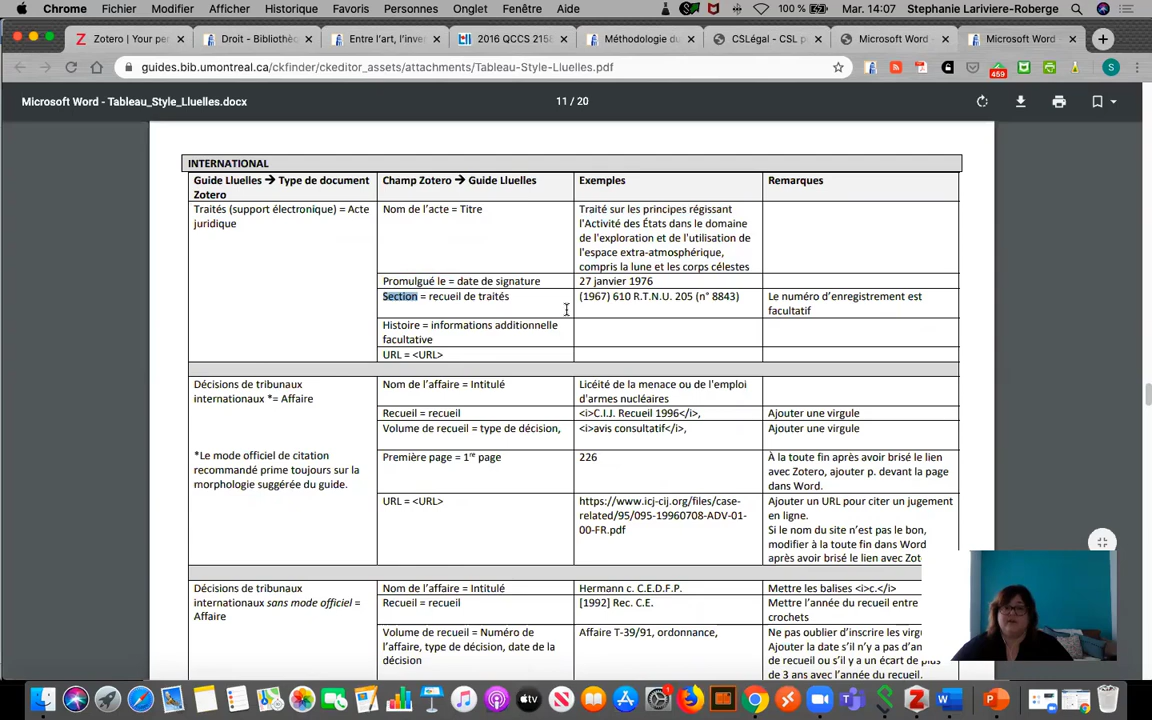 Chrome Fichier Modifier Afficher Historique Favoris Personnes Onglet Fenêtre Aide 100 % Mar. 14:07 Stephanie Lariviere-Roberge
Zotero | Your per Droit - Bibliothèc Entre l'art, l'inve 2016 QCCS 2158 Méthodologie du CSLégal - CSL po Microsoft Word - Microsoft Word -
guides.bib.umontreal.ca/ckfinder/ckeditor_assets/attachments/Tableau-Style-Lluelles.pdf 459 S
Microsoft Word - Tableau_Style_Lluelles.docx 11 / 20
INTERNATIONAL
Guide Lluelles → Type de document Zotero
Champ Zotero → Guide Lluelles
Exemples
Remarques
Traités (support électronique) = Acte
juridique
Nom de l'acte = Titre
Traité sur les principes régissant
l'Activité des États dans le domaine
de l'exploration et de l'utilisation de
l'espace extra-atmosphérique,
compris la lune et les corps célestes
Promulgué le = date de signature
27 janvier 1976
Section = recueil de traités
(1967) 610 R.T.N.U. 205 (n° 8843)
Le numéro d'enregistrement est
facultatif
Histoire = informations additionnelle
facultative
URL = <URL>
Décisions de tribunaux
internationaux *= Affaire
*Le mode officiel de citation
recommandé prime toujours sur la
morphologie suggérée du guide.
Nom de l'affaire = Intitulé
Licéité de la menace ou de l'emploi
d'armes nucléaires
Recueil = recueil
<i>C.I.J. Recueil 1996</i>,
Ajouter une virgule
Volume de recueil = type de décision,
<i>avis consultatif</i>,
Ajouter une virgule
Première page = 1re page
226
À la toute fin après avoir brisé le lien
avec Zotero, ajouter p. devant la page
dans Word.
URL = <URL>
https://www.icj-cij.org/files/case-
related/95/095-19960708-ADV-01-
00-FR.pdf
Ajouter un URL pour citer un jugement
en ligne.
Si le nom du site n'est pas le bon,
modifier à la toute fin dans Word
après avoir brisé le lien avec Zot
Décisions de tribunaux
internationaux sans mode officiel =
Affaire
Nom de l'affaire = Intitulé
Hermann c. C.E.D.F.P.
Mettre les balises <i>c.</i>
Recueil = recueil
[1992] Rec. C.E.
Mettre l'année du recueil entre
crochets
Volume de recueil = Numéro de
l'affaire, type de décision, date de la
décision
Affaire T-39/91, ordonnance,
Ne pas oublier d'inscrire les virgu
Ajouter la date s'il n'y a pas d'an
de recueil ou s'il y a un écart de plus
de 3 ans avec l'année du recueil.